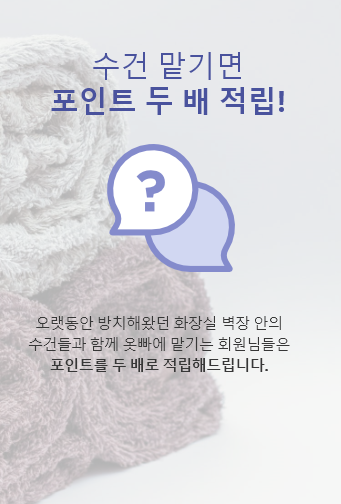 수건 맡기면
포인트 두 배 적립!
?
오랫동안 방치해왔던 화장실 벽장 안의
수건들과 함께 옷빠에 맡기는 회원님들은
포인트를 두 배로 적립해드립니다.